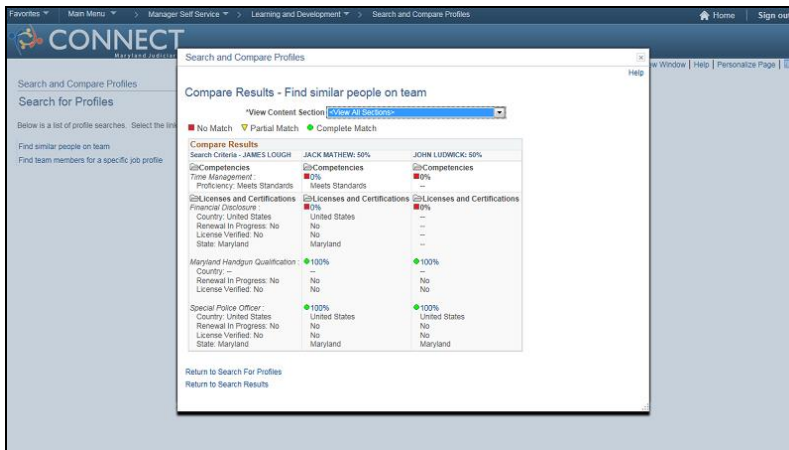 Favorites Main Menu > Manager Self Service > Learning and Development > Search and Compare Profiles Home Sign out
CONNECT
Maryland Judiciar
Search and Compare Profiles
w Window | Help | Personalize Page |
Help
Search and Compare Profiles
Search for Profiles
Below is a list of profile searches. Select the link
Find similar people on team
Find team members for a specific job profile
Compare Results - Find similar people on team
*View Content Section <View All Sections>
No Match Partial Match Complete Match
Compare Results
Search Criteria - JAMES LOUGH JACK MATHEW: 50% JOHN LUDWICK: 50%
Competencies Competencies Competencies
Time Management : 0% 0%
Proficiency: Meets Standards Meets Standards --
Licenses and Certifications Licenses and Certifications Licenses and Certifications
Financial Disclosure : 0% 0%
Country: United States United States --
Renewal In Progress: No No --
License Verified: No No --
State: Maryland Maryland --
Maryland Handgun Qualification : 100% 100%
Country: -- -- --
Renewal In Progress: No No No
License Verified: No No No
Special Police Officer : 100% 100%
Country: United States United States United States
Renewal In Progress: No No No
License Verified: No No No
State: Maryland Maryland Maryland
Return to Search For Profiles
Return to Search Results